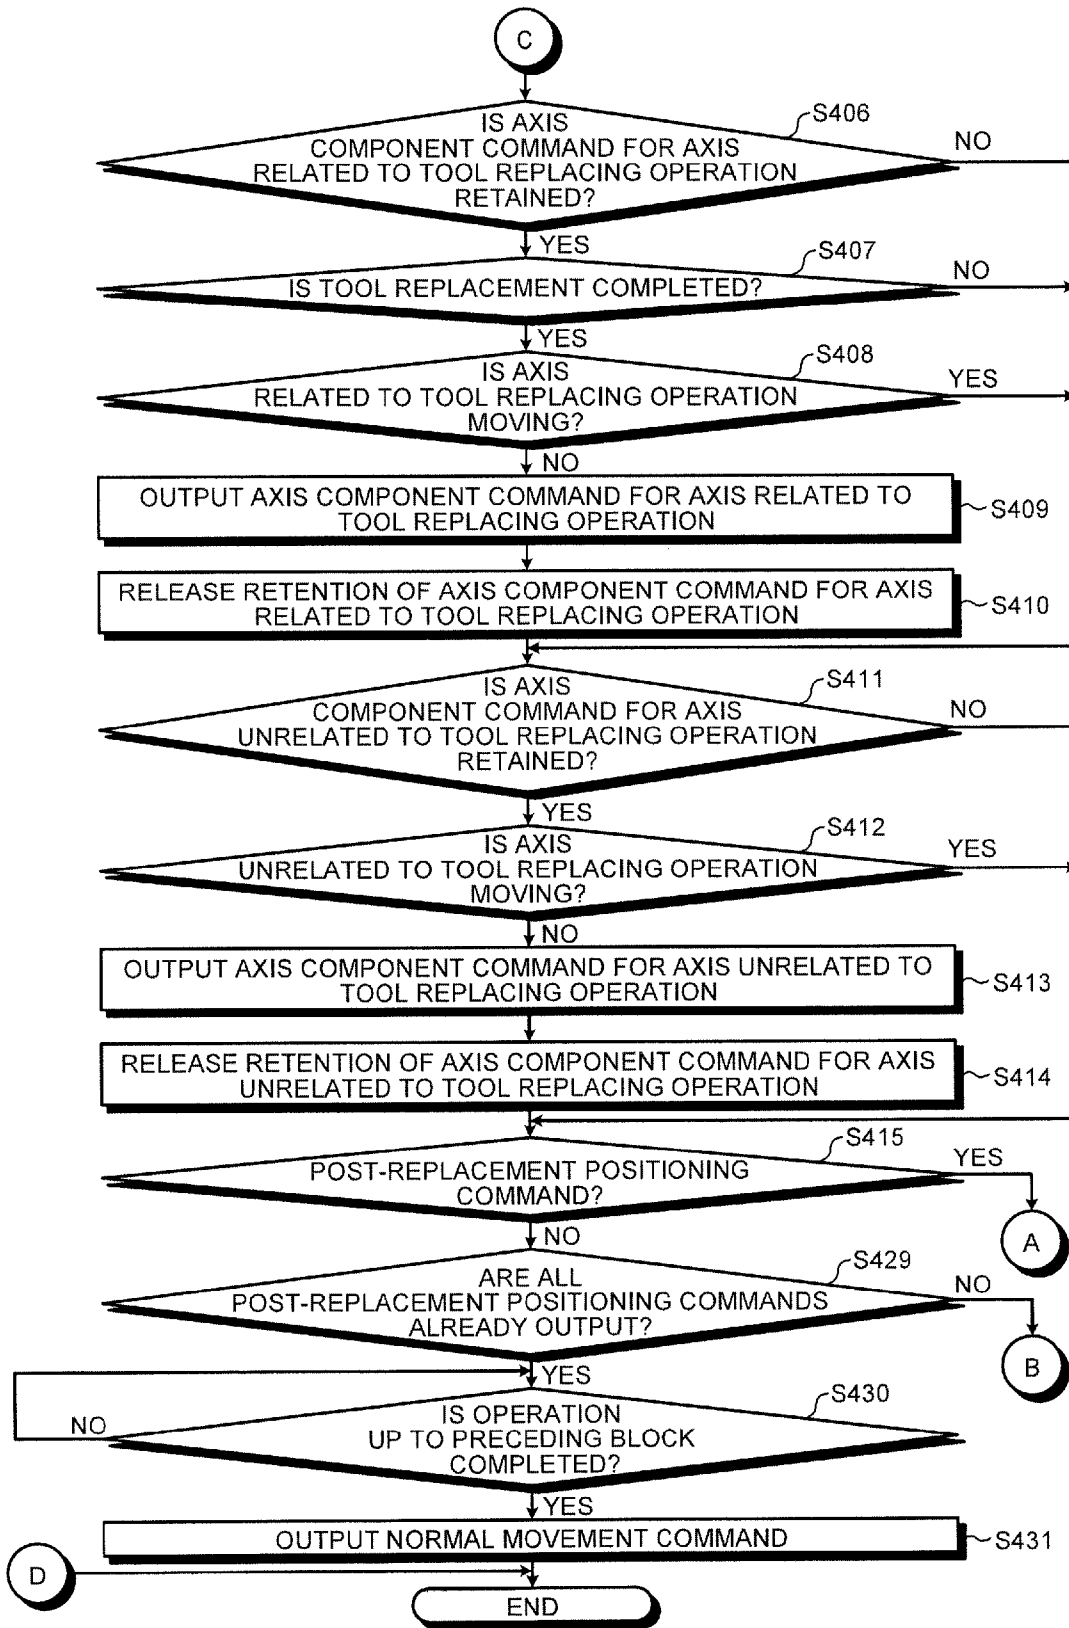 C
IS AXIS
COMPONENT COMMAND FOR AXIS
RELATED TO TOOL REPLACING OPERATION
RETAINED?
S406
NO
YES
IS TOOL REPLACEMENT COMPLETED?
S407
NO
YES
IS AXIS
RELATED TO TOOL REPLACING OPERATION
MOVING?
S408
YES
NO
OUTPUT AXIS COMPONENT COMMAND FOR AXIS RELATED TO
TOOL REPLACING OPERATION
S409
RELEASE RETENTION OF AXIS COMPONENT COMMAND FOR AXIS
RELATED TO TOOL REPLACING OPERATION
S410
IS AXIS
COMPONENT COMMAND FOR AXIS
UNRELATED TO TOOL REPLACING OPERATION
RETAINED?
S411
NO
YES
IS AXIS
UNRELATED TO TOOL REPLACING OPERATION
MOVING?
S412
YES
NO
OUTPUT AXIS COMPONENT COMMAND FOR AXIS UNRELATED TO
TOOL REPLACING OPERATION
S413
RELEASE RETENTION OF AXIS COMPONENT COMMAND FOR AXIS
UNRELATED TO TOOL REPLACING OPERATION
S414
POST-REPLACEMENT POSITIONING
COMMAND?
S415
YES
A
NO
ARE ALL
POST-REPLACEMENT POSITIONING COMMANDS
ALREADY OUTPUT?
S429
NO
B
YES
IS OPERATION
UP TO PRECEDING BLOCK
COMPLETED?
S430
NO
YES
OUTPUT NORMAL MOVEMENT COMMAND
S431
D
END